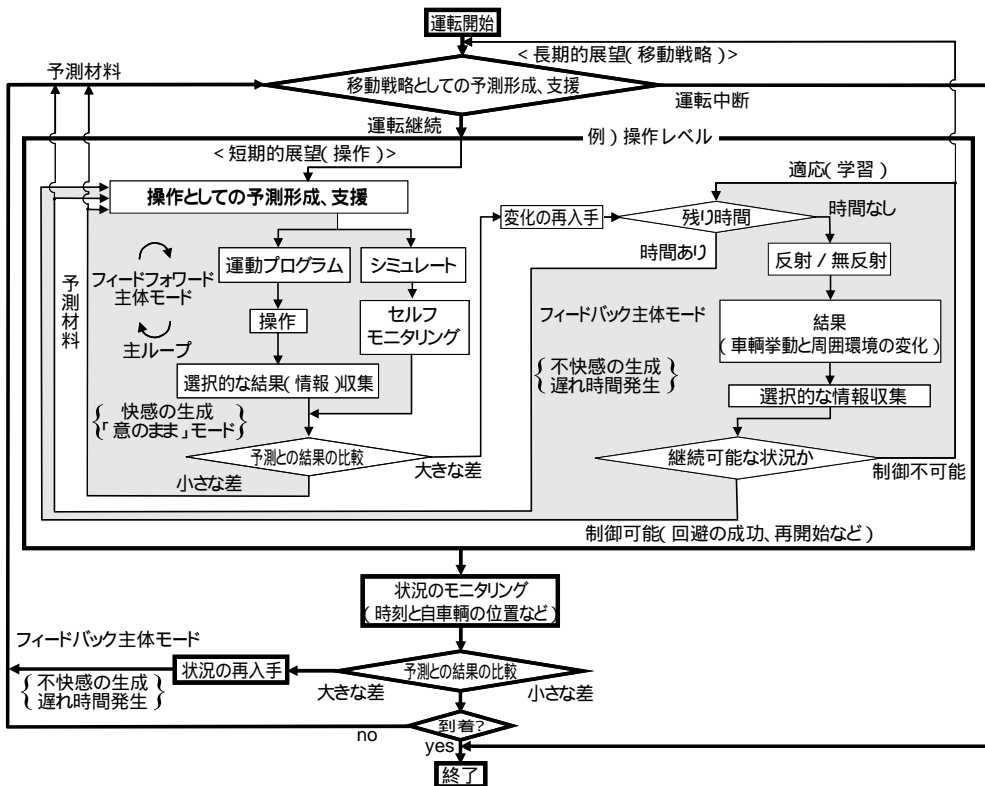 運転開始
<長期的展望(移動戦略)>
予測材料
移動戦略としての予測形成、支援
運転中断
運転継続
例)操作レベル
<短期的展望(操作)>
適応(学習)
操作としての予測形成、支援
変化の再入手
残り時間
時間なし
時間あり
運動プログラム
シミュレート
反射/無反射
フィードフォワード
主体モード
予測材料
操作
セルフ
モニタリング
フィードバック主体モード
結果
(車輌挙動と周囲環境の変化)
主ループ
選択的な結果(情報)収集
{不快感の生成}
{遅れ時間発生}
選択的な情報収集
{快感の生成}
{「意のまま」モード}
予測との結果の比較
大きな差
小さな差
継続可能な状況か
制御不可能
制御可能(回避の成功、再開始など)
状況のモニタリング
(時刻と自車輌の位置など)
フィードバック主体モード
状況の再入手
予測との結果の比較
{不快感の生成}
{遅れ時間発生}
大きな差
小さな差
到着?
no
yes
終了